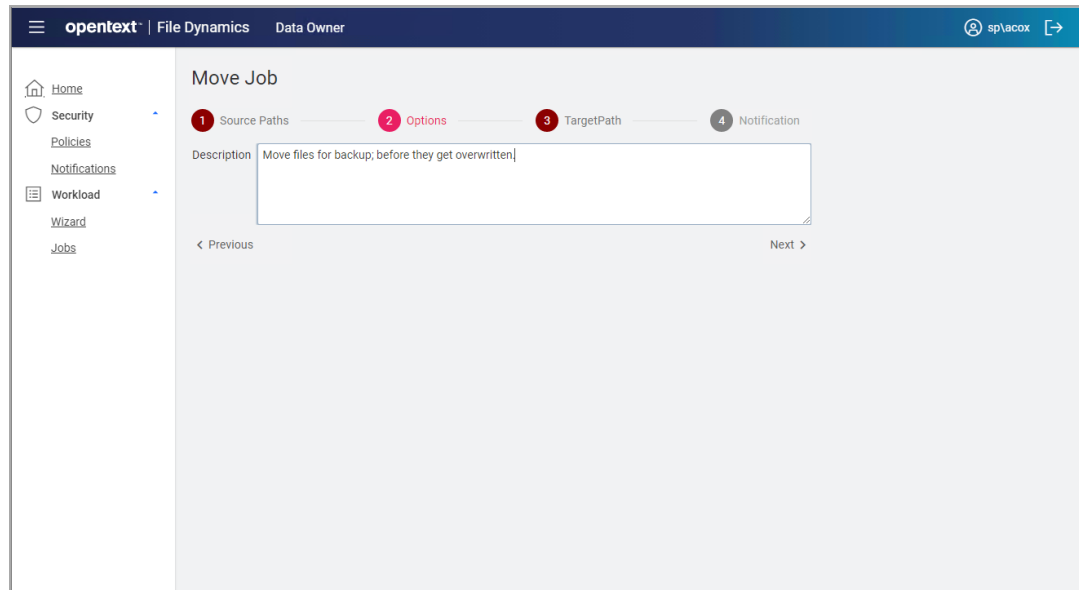 opentext™ | File Dynamics Data Owner sp\acox
Home
Security
Policies
Notifications
Workload
Wizard
Jobs
Move Job
1 Source Paths 2 Options 3 TargetPath 4 Notification
Description Move files for backup; before they get overwritten.
< Previous Next >